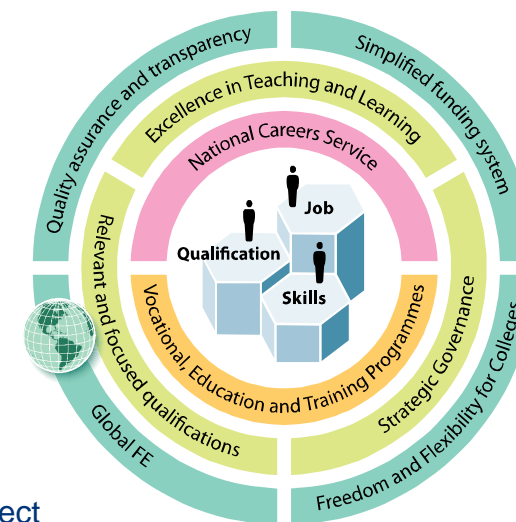 Quality assurance and transparency
Simplified funding system
Excellence in Teaching and Learning
National Careers Service
Job
Qualification
Skills
Relevant and focused qualifications
Vocational, Education and Training Programmes
Strategic Governance
Global FE
Freedom and Flexibility for Colleges
ect